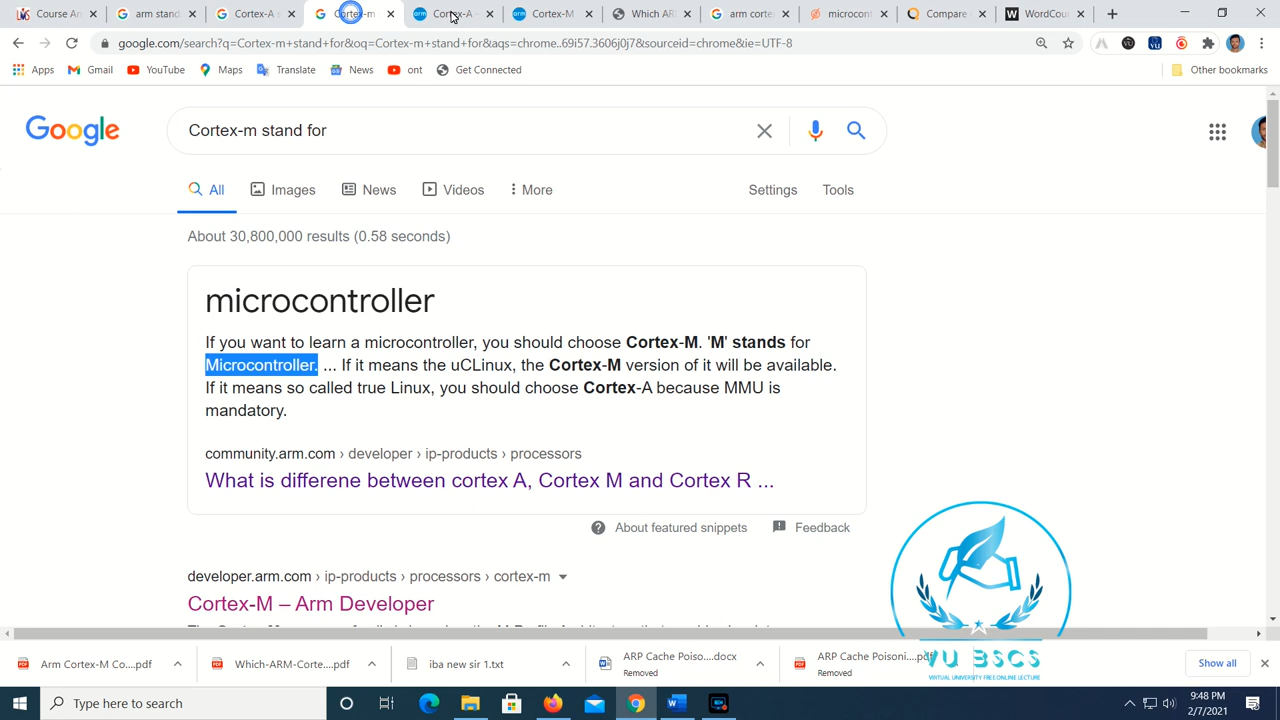 Course Ar
arm stand
Cortex-A s
Cortex-m
Cortex-A –
Cortex-M
Which AR
arm corte
microcont
Compare
WordCour
google.com/search?q=Cortex-m+stand+for&oq=Cortex-m+stand+for&aqs=chrome..69i57.3606j0j7&sourceid=chrome&ie=UTF-8
Apps
Gmail
YouTube
Maps
Translate
News
ont
Get Connected
Other bookmarks
Google
Cortex-m stand for
All
Images
News
Videos
More
Settings
Tools
About 30,800,000 results (0.58 seconds)
microcontroller
If you want to learn a microcontroller, you should choose Cortex-M. 'M' stands for
Microcontroller. ... If it means the uCLinux, the Cortex-M version of it will be available.
If it means so called true Linux, you should choose Cortex-A because MMU is
mandatory.
community.arm.com › developer › ip-products › processors
What is differene between cortex A, Cortex M and Cortex R ...
About featured snippets
Feedback
developer.arm.com › ip-products › processors › cortex-m
Cortex-M – Arm Developer
VU BSCS
VIRTUAL UNIVERSITY FREE ONLINE LECTURE
Arm Cortex-M Co....pdf
Which-ARM-Corte....pdf
iba new sir 1.txt
ARP Cache Poiso....docx
Removed
ARP Cache Poisoni....pdf
Removed
Show all
Type here to search
9:48 PM
2/7/2021